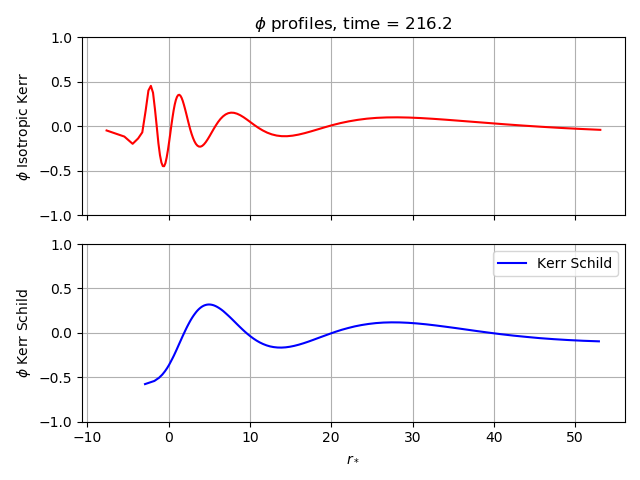 ϕ profiles, time = 216.2
1.0
0.5
0.0
−0.5
−1.0
ϕ Isotropic Kerr
1.0
0.5
0.0
−0.5
−1.0
ϕ Kerr Schild
Kerr Schild
−10 0 10 20 30 40 50
r*